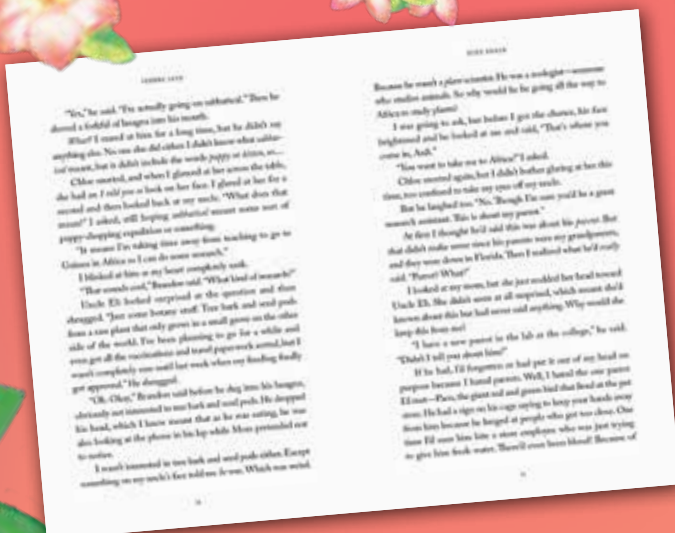 "Yes," he said. "I'm actually going on sabbatical." Then he
shoved a forkful of lasagna into his mouth.
What? I stared at him for a long time, but he didn't say
anything else. No one else did either. I didn't know what sabbat-
ical meant, but it didn't include the words puppy or kitten, so...
Chloe snorted, and when I glanced at her across the table,
she had an I told you so look on her face. I glared at her for a
second and then looked back at my uncle. "What does that
mean?" I asked, still hoping sabbatical meant some sort of
puppy-shopping expedition or something.
"It means I'm taking time away from teaching to go to
Guinea in Africa so I can do some research."
I blinked at him as my heart completely sank.
"That sounds cool," Brandon said. "What kind of research?"
Uncle Eli looked surprised at the question and then
shrugged. "Just some botany stuff. Tree bark and seed pods
from a rare plant that only grows in a small grove on the other
side of the world. I've been planning to go for a while and
even got all the vaccinations and travel paperwork sorted, but I
wasn't completely sure until last week when my funding finally
got approved." He shrugged.
"Oh. Okay," Brandon said before he dug into his lasagna,
obviously not interested in tree bark and seed pods. He dropped
his head, which I knew meant that as he was eating, he was
also looking at the phone in his lap while Mom pretended not
to notice.
I wasn't interested in tree bark and seed pods either. Except
something on my uncle's face told me he was. Which was weird.
Because he wasn't a plant scientist. He was a zoologist—someone
who studies animals. So why would he be going all the way to
Africa to study plants?
I was going to ask, but before I got the chance, his face
brightened and he looked at me and said, "That's where you
come in,
"You want to take me to Africa?" I asked.
Chloe snorted again, but I didn't bother glaring at her this
time, too confused to take my eyes off my uncle.
But he laughed too. "No. Though I'm sure you'd be a great
research assistant. This is about my parrot."
At first I thought he'd said this was about his parent. But
that didn't make sense since his parents were my grandparents,
and they were down in Florida. Then I realized what he'd really
said. "Parrot? What?"
I looked at my mom, but she just nodded her head toward
Uncle Eli. She didn't seem at all surprised, which meant she'd
known about this but had never said anything. Why would she
keep this from me?
"I have a new parrot in the lab at the college," he said.
"Didn't I tell you about him?"
If he had, I'd forgotten or had put it out of my head on
purpose because I hated parrots. Well, I hated the one parrot
I'd met—Paco, the giant red and green bird that lived at the pet
store. He had a sign on his cage saying to keep your hands away
from him because he lunged at people who got too close. One
time I'd seen him bite a store employee who was just trying
to give him fresh water. There'd even been blood! Because of